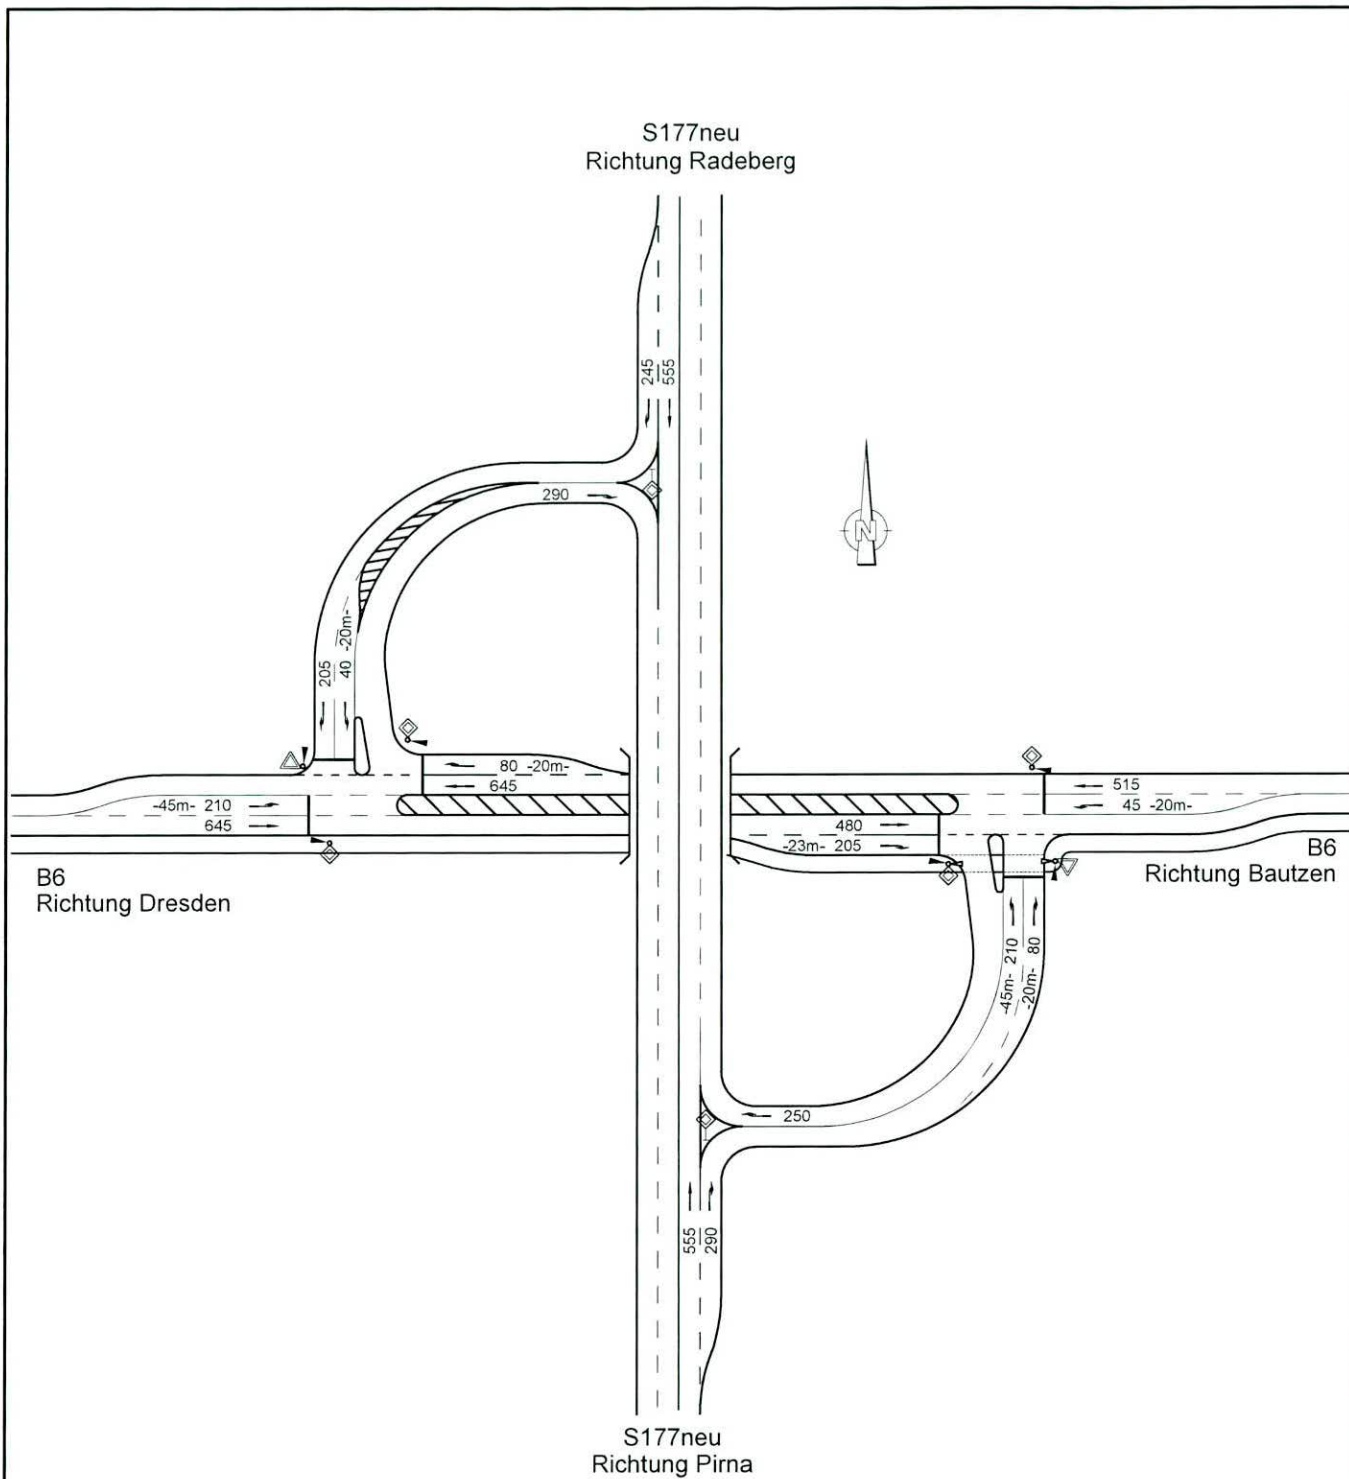 S177neu
Richtung Radeberg
245
555
290
N
-20m-
205
40
80 -20m-
645
-45m- 210
645
515
45 -20m-
480
-23m- 205
B6
Richtung Dresden
B6
Richtung Bautzen
-45m- 210
-20m- 80
250
555
290
S177neu
Richtung Pirna